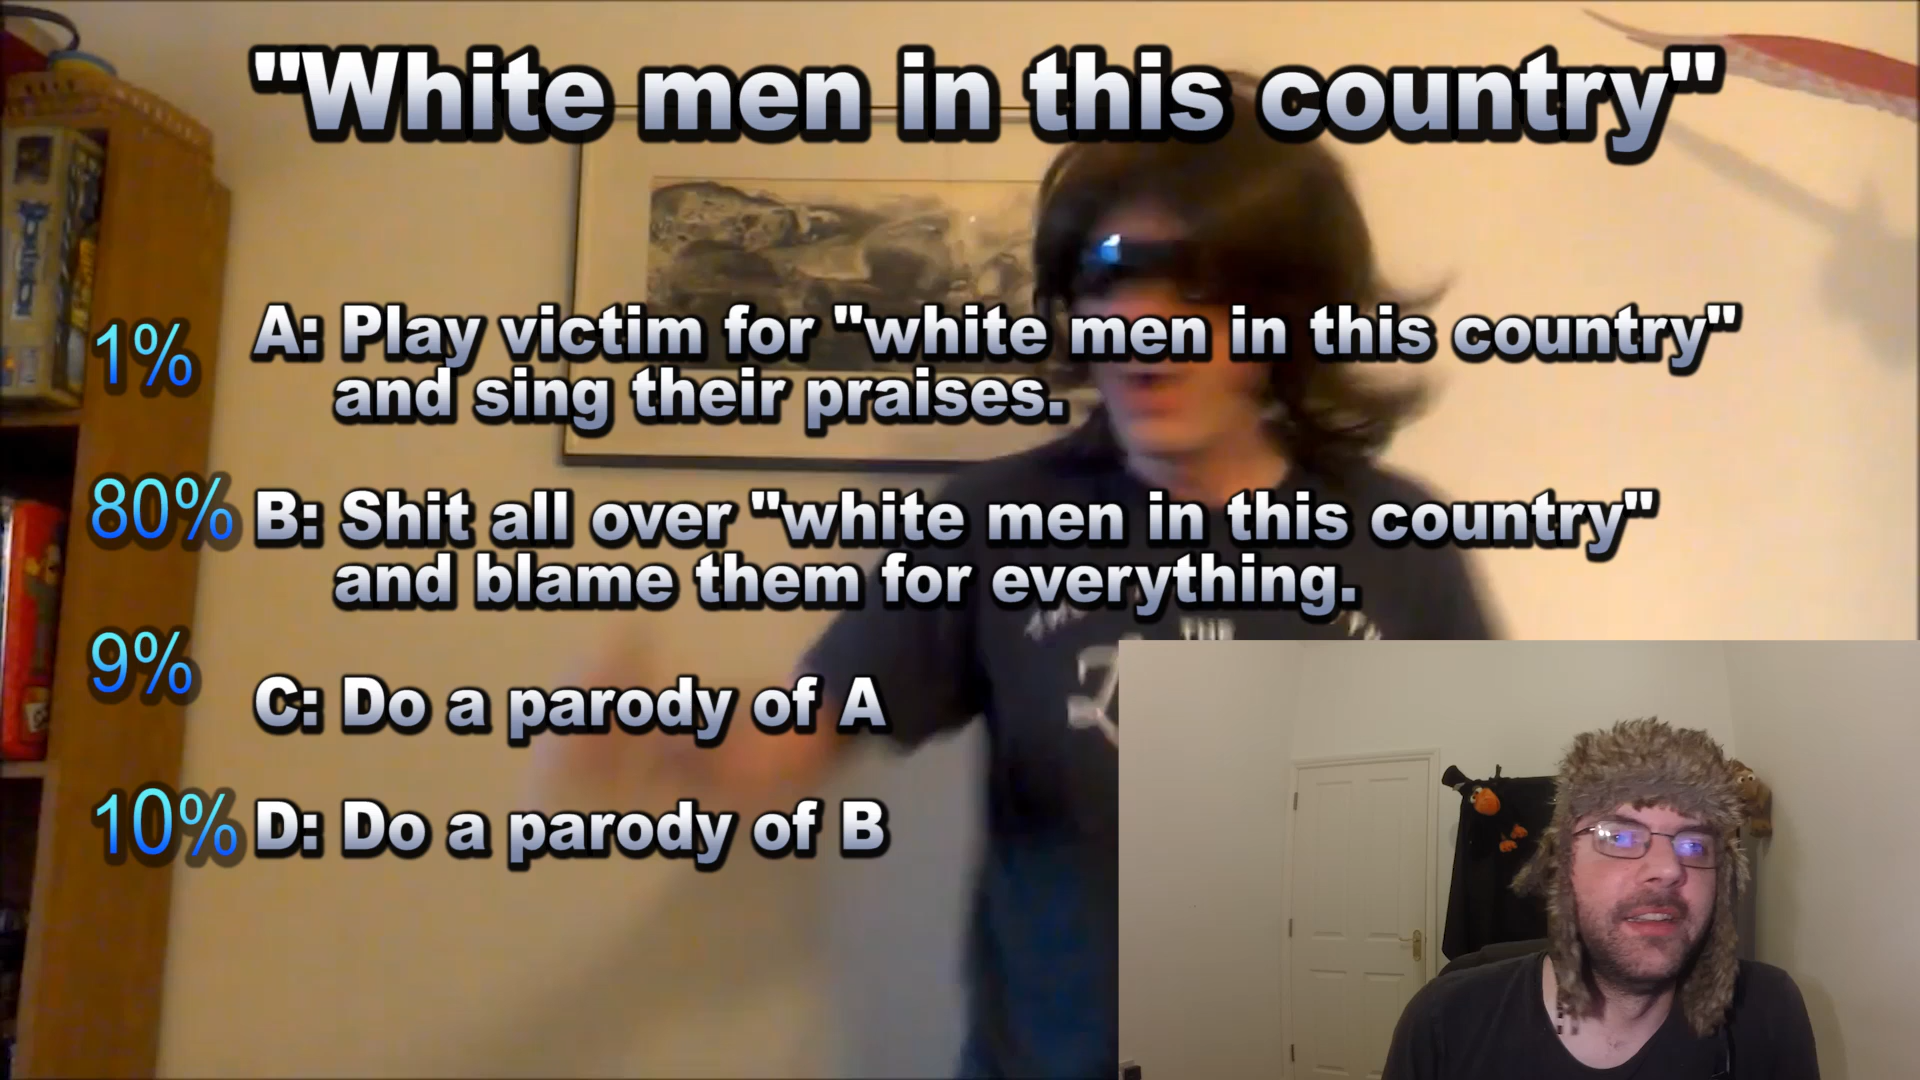 "White men in this country"
1%
A: Play victim for "white men in this country"
and sing their praises.
80%
B: Shit all over "white men in this country"
and blame them for everything.
9%
C: Do a parody of A
10%
D: Do a parody of B
THE